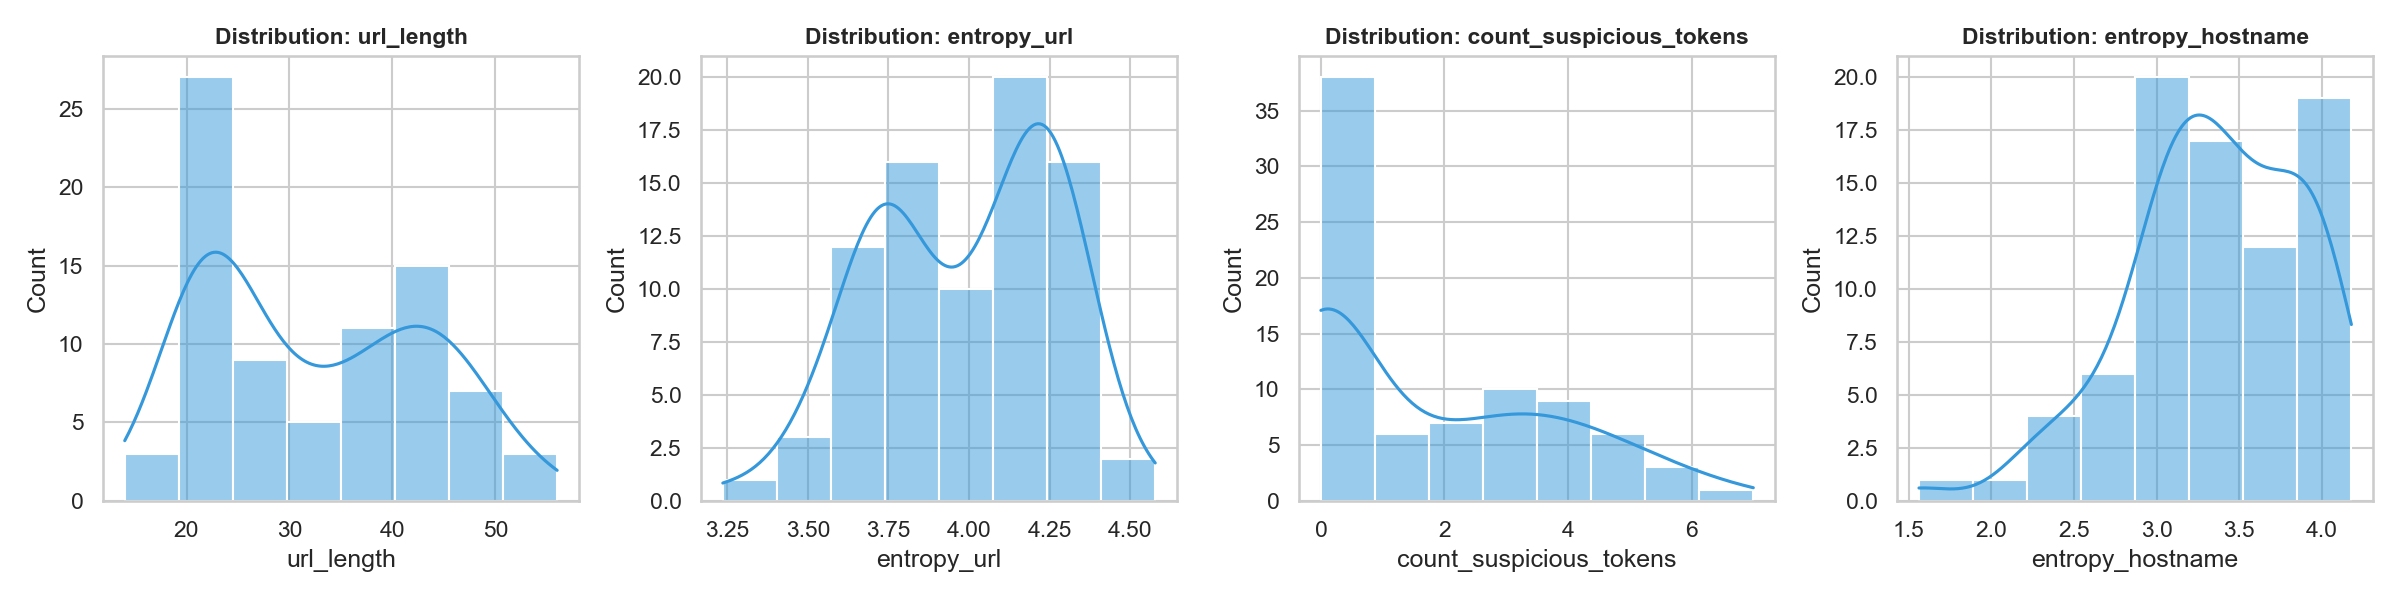 Distribution: url_length
25
20
15
10
5
0
Count
20 30 40 50
url_length
Distribution: entropy_url
20.0
17.5
15.0
12.5
10.0
7.5
5.0
2.5
0.0
Count
3.25 3.50 3.75 4.00 4.25 4.50
entropy_url
Distribution: count_suspicious_tokens
35
30
25
20
15
10
5
0
Count
0 2 4 6
count_suspicious_tokens
Distribution: entropy_hostname
20.0
17.5
15.0
12.5
10.0
7.5
5.0
2.5
0.0
Count
1.5 2.0 2.5 3.0 3.5 4.0
entropy_hostname